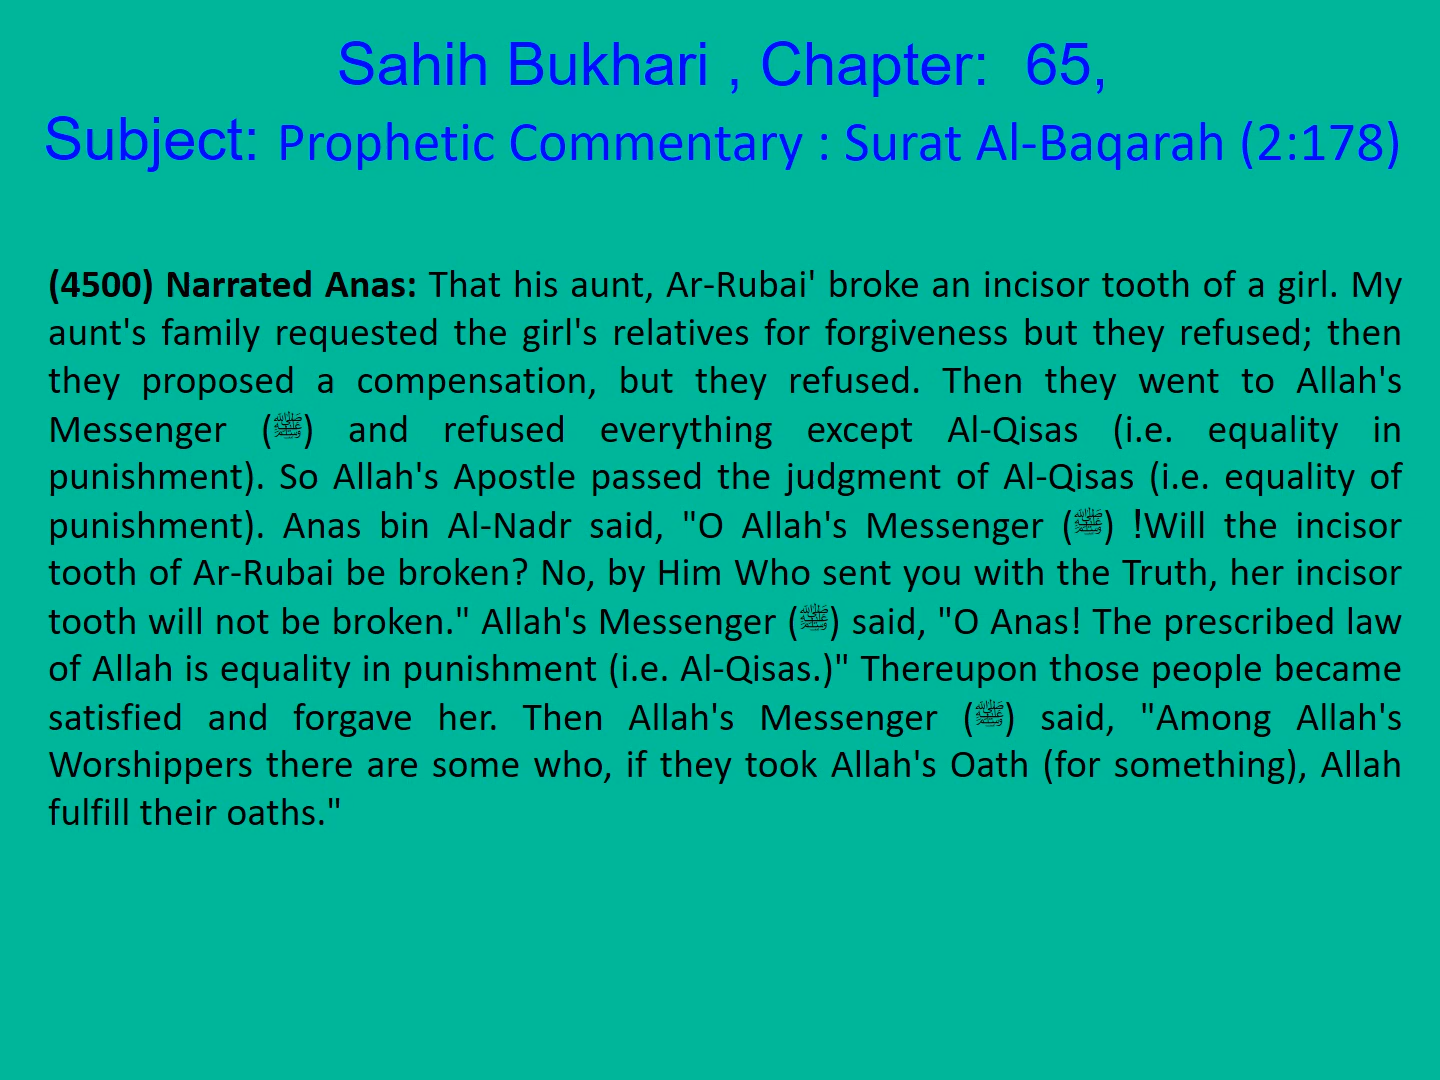 Sahih Bukhari , Chapter:  65,
Subject: Prophetic Commentary : Surat Al-Baqarah (2:178)
(4500) Narrated Anas: That his aunt, Ar-Rubai' broke an incisor tooth of a girl. My
aunt's family requested the girl's relatives for forgiveness but they refused; then
they proposed a compensation, but they refused. Then they went to Allah's
Messenger (ﷺ) and refused everything except Al-Qisas (i.e. equality in
punishment). So Allah's Apostle passed the judgment of Al-Qisas (i.e. equality of
punishment). Anas bin Al-Nadr said, "O Allah's Messenger (ﷺ) !Will the incisor
tooth of Ar-Rubai be broken? No, by Him Who sent you with the Truth, her incisor
tooth will not be broken." Allah's Messenger (ﷺ) said, "O Anas! The prescribed law
of Allah is equality in punishment (i.e. Al-Qisas.)" Thereupon those people became
satisfied and forgave her. Then Allah's Messenger (ﷺ) said, "Among Allah's
Worshippers there are some who, if they took Allah's Oath (for something), Allah
fulfill their oaths."